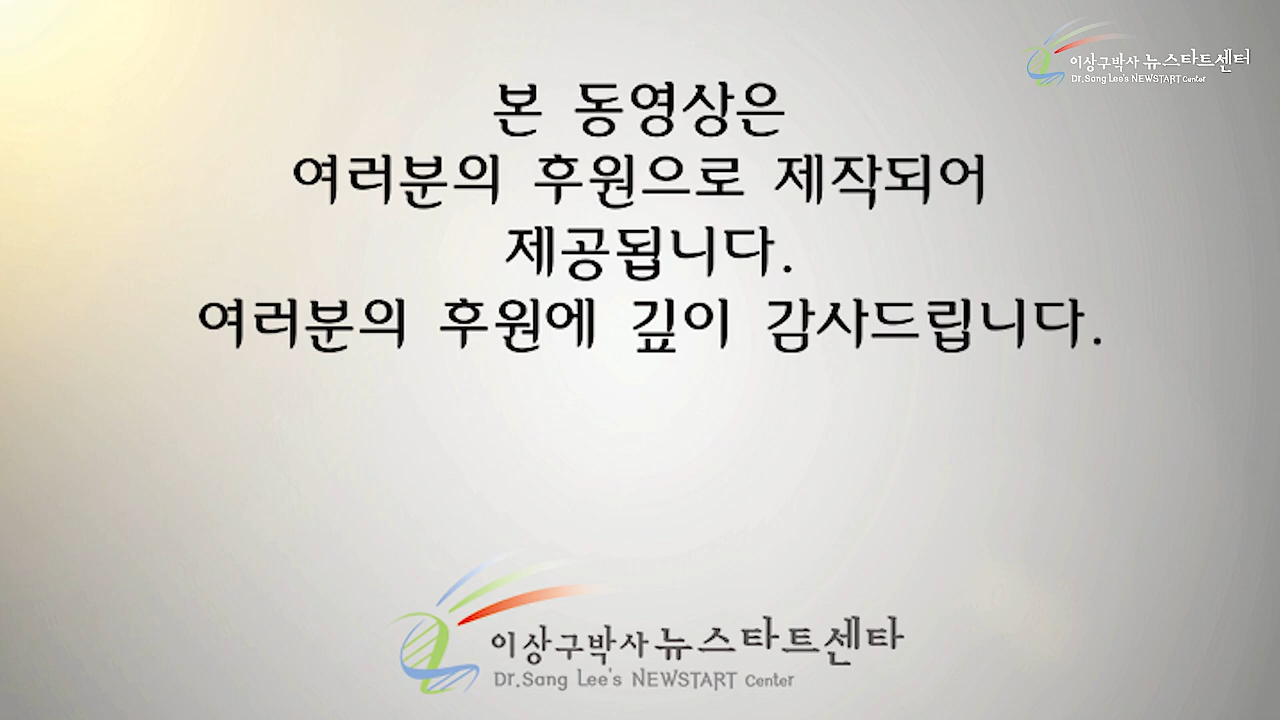 이상구박사 뉴스타트센터
Dr.Sang Lee's NEWSTART Center
본 동영상은
여러분의 후원으로 제작되어
제공됩니다.
여러분의 후원에 깊이 감사드립니다.
이상구박사 뉴스타트센타
Dr.Sang Lee's NEWSTART Center